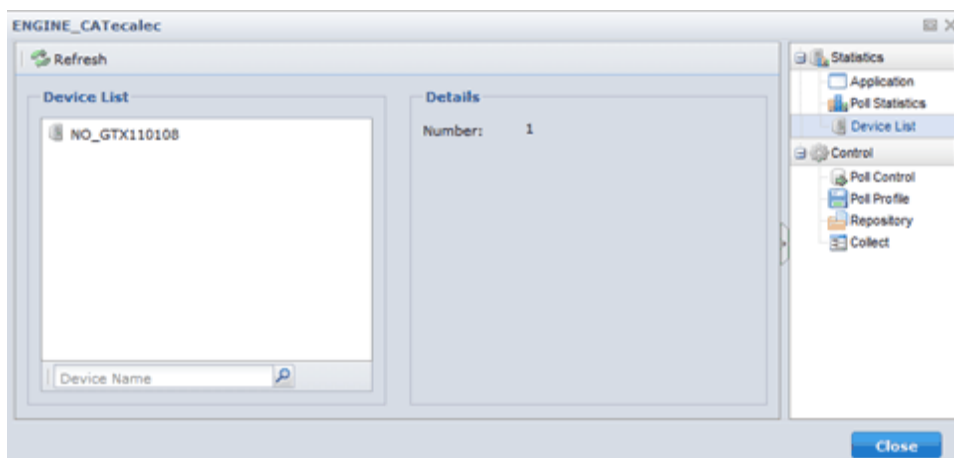 ENGINE_CATecalec
Refresh
Device List
NO_GTX110108
Device Name
Details
Number: 1
Statistics
Application
Poll Statistics
Device List
Control
Poll Control
Poll Profile
Repository
Collect
Close